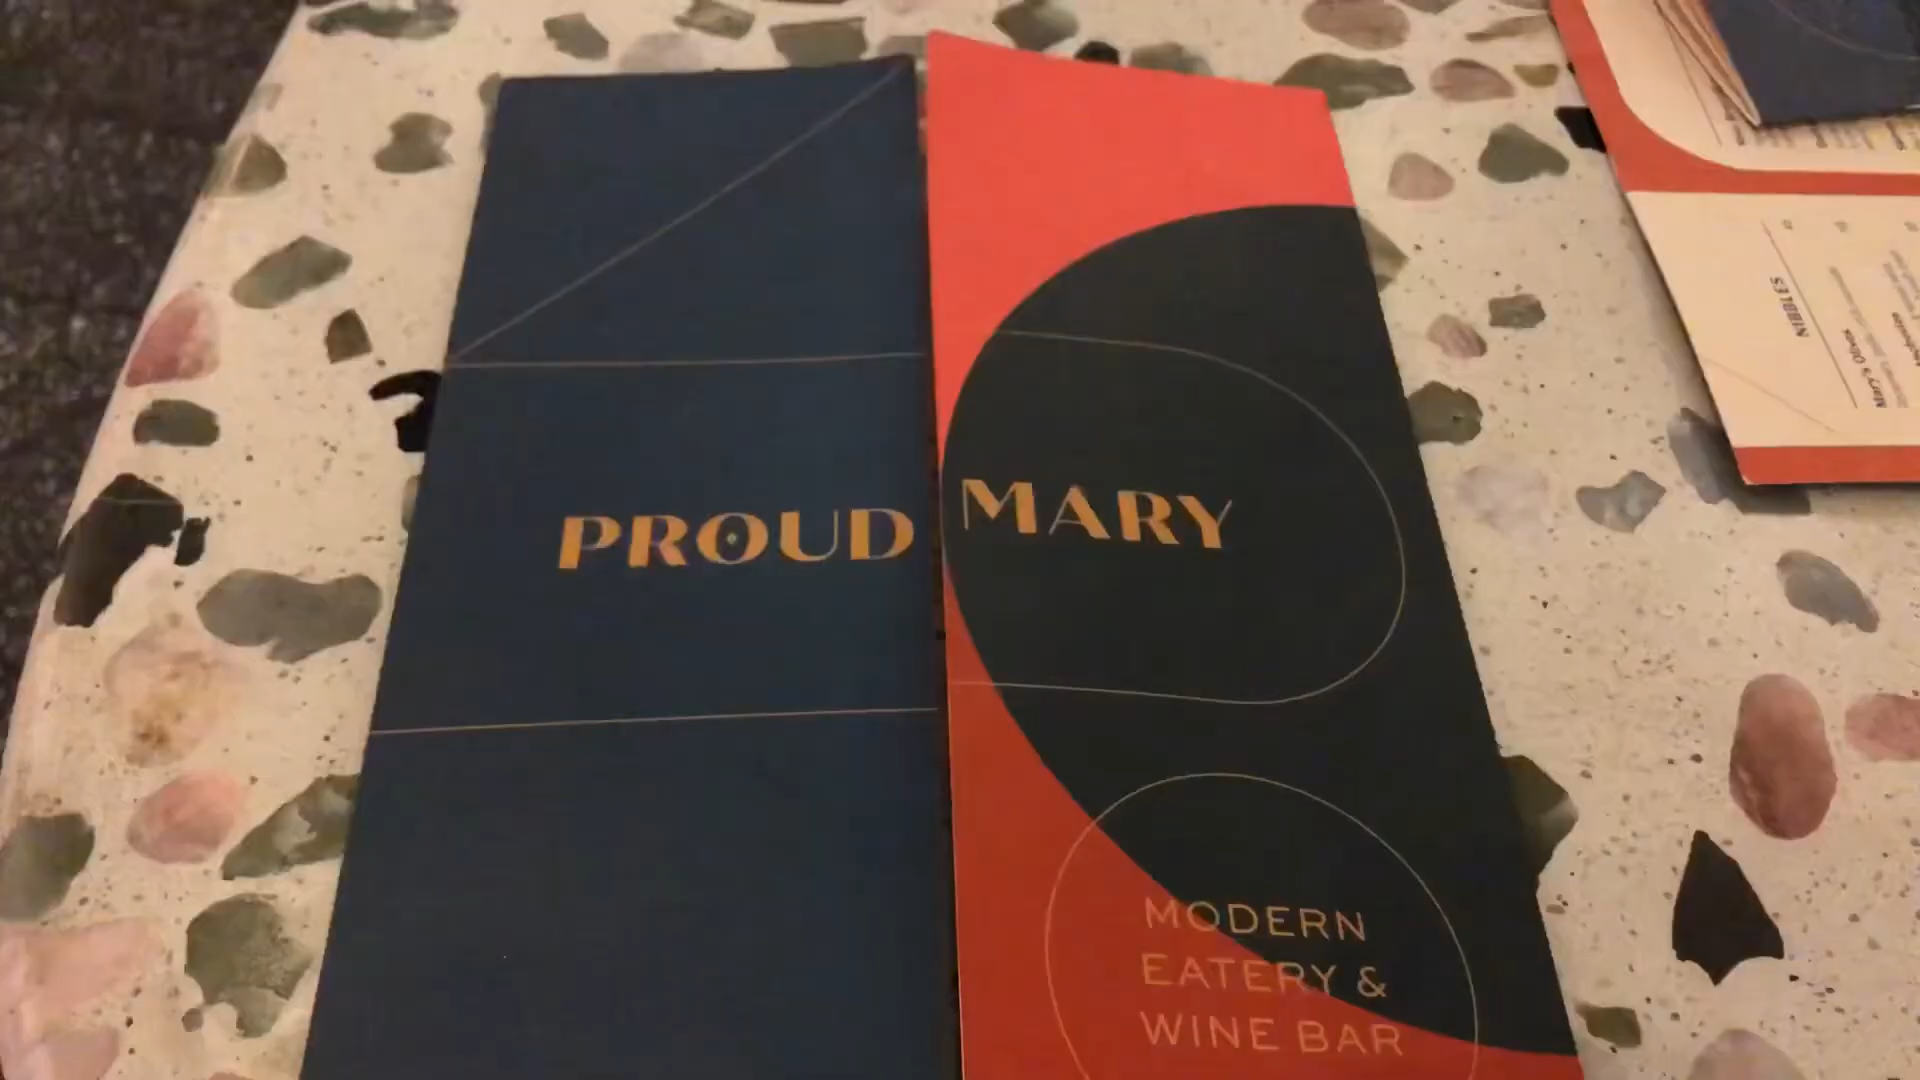 PROUD MARY
MODERN
EATERY &
WINE BAR
NIBBLES
Mary's Olives